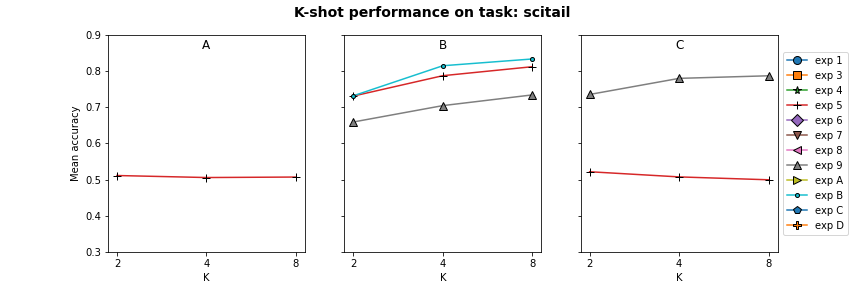 K-shot performance on task: scitail
A
B
C
Mean accuracy
0.9
0.8
0.7
0.6
0.5
0.4
0.3
2
4
8
K
2
4
8
K
2
4
8
K
exp 1
exp 3
exp 4
exp 5
exp 6
exp 7
exp 8
exp 9
exp A
exp B
exp C
exp D